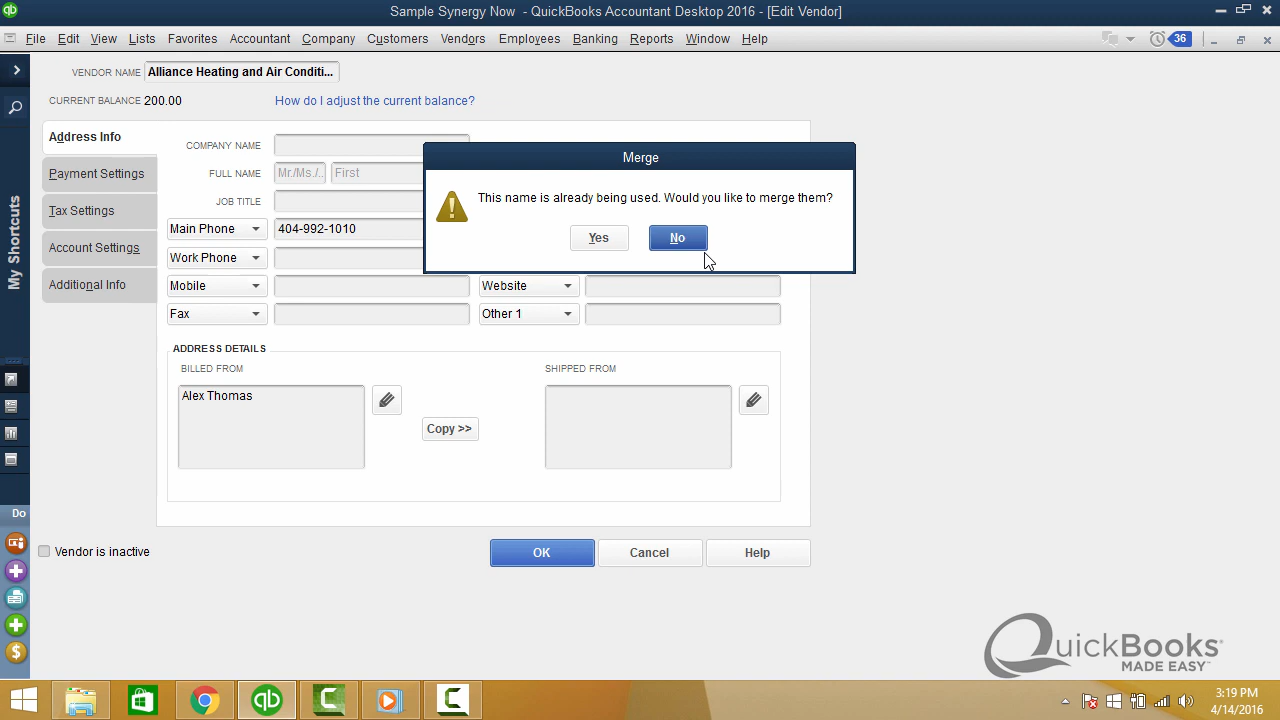 Sample Synergy Now - QuickBooks Accountant Desktop 2016 - [Edit Vendor]
File Edit View Lists Favorites Accountant Company Customers Vendors Employees Banking Reports Window Help
36
VENDOR NAME Alliance Heating and Air Conditi...
CURRENT BALANCE 200.00 How do I adjust the current balance?
Address Info
Payment Settings
Tax Settings
Account Settings
Additional Info
COMPANY NAME
FULL NAME Mr./Ms./.. First
JOB TITLE
Main Phone 404-992-1010
Work Phone
Mobile Website
Fax Other 1
Merge
This name is already being used. Would you like to merge them?
Yes No
ADDRESS DETAILS
BILLED FROM SHIPPED FROM
Alex Thomas
Copy >>
Vendor is inactive
OK Cancel Help
My Shortcuts
Do
QuickBooks
MADE EASY™
qb
3:19 PM
4/14/2016